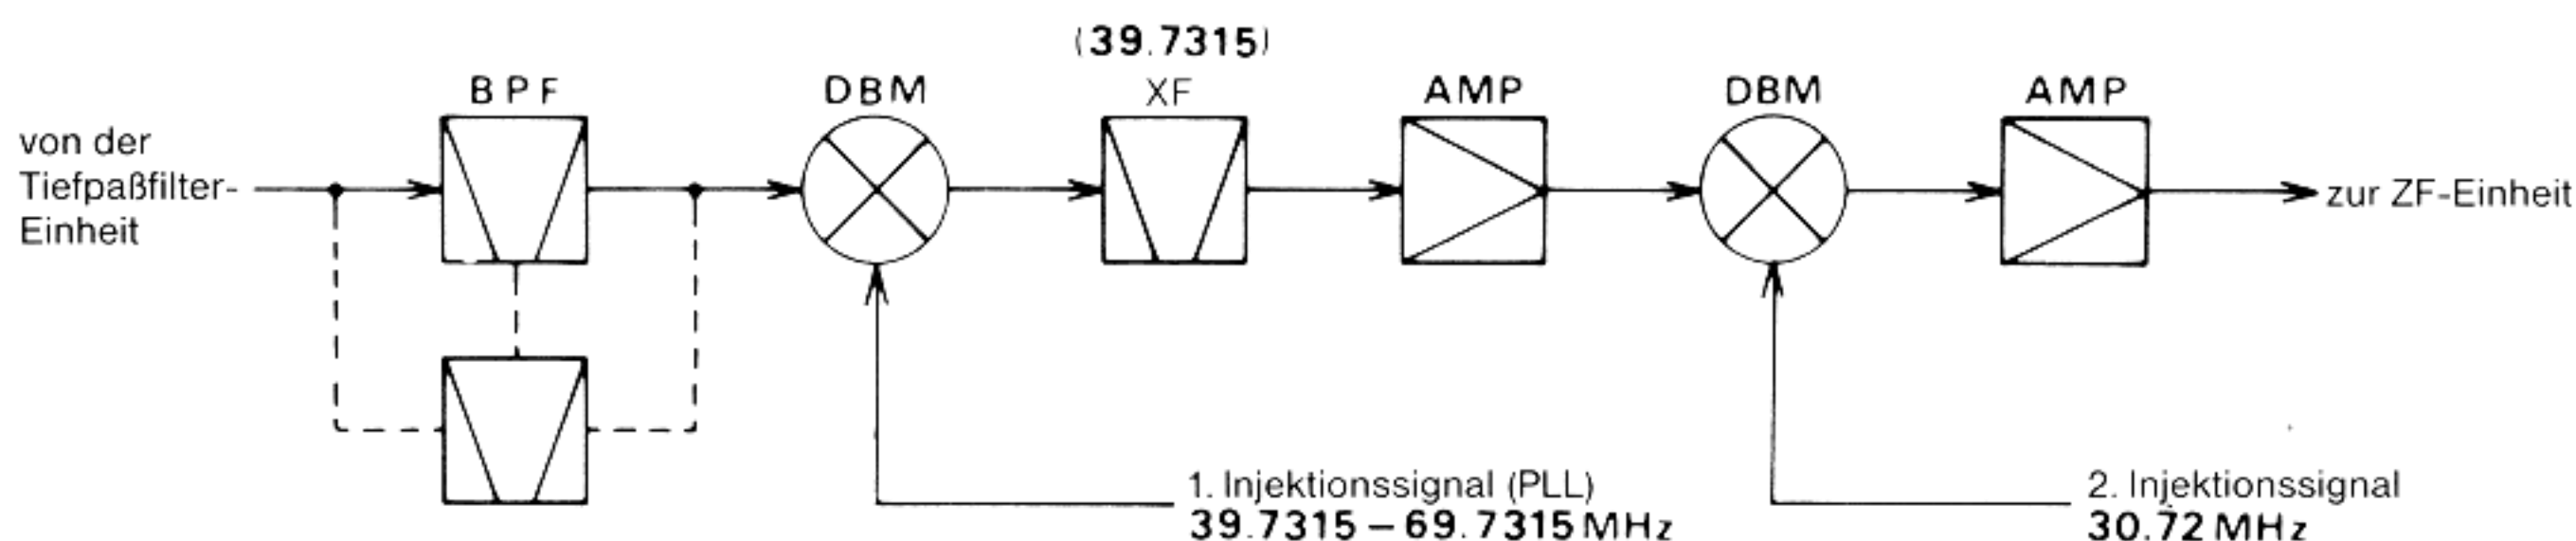 (39.7315)
BPF
DBM
XF
AMP
DBM
AMP
von der
Tiefpaßfilter-
Einheit
zur ZF-Einheit
1. Injektionssignal (PLL)
39.7315 – 69.7315 MHz
2. Injektionssignal
30.72 MHz